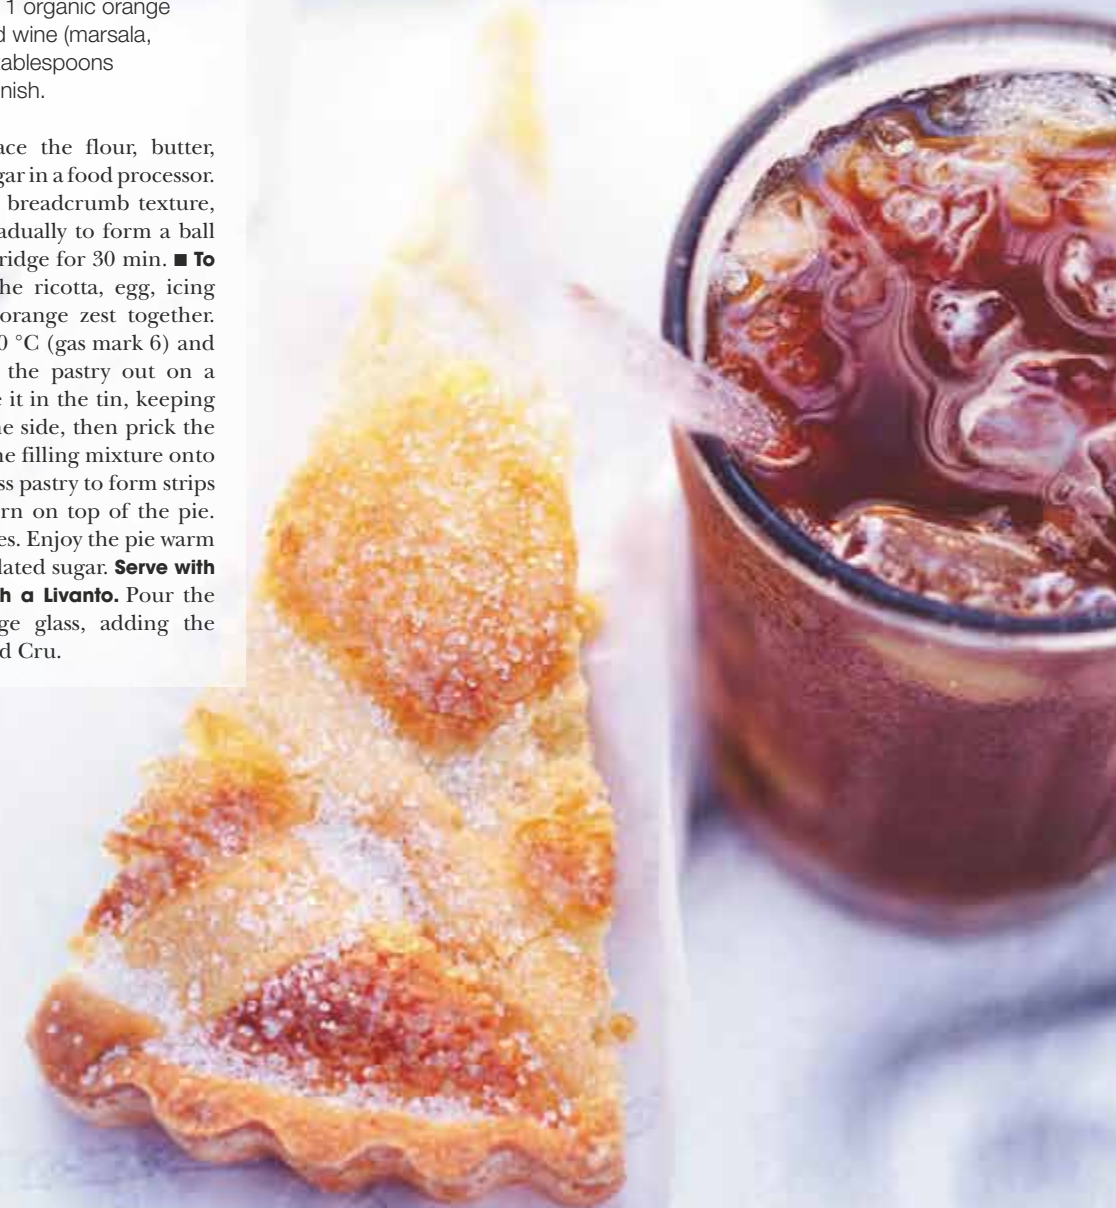 1 organic orange
d wine (marsala,
ablespoons
nish.
ace the flour, butter,
gar in a food processor.
breadcrumb texture,
adually to form a ball
ridge for 30 min. ■ To
he ricotta, egg, icing
orange zest together.
0 °C (gas mark 6) and
the pastry out on a
e it in the tin, keeping
ne side, then prick the
he filling mixture onto
ss pastry to form strips
rn on top of the pie.
es. Enjoy the pie warm
lated sugar. Serve with
h a Livanto. Pour the
ge glass, adding the
d Cru.